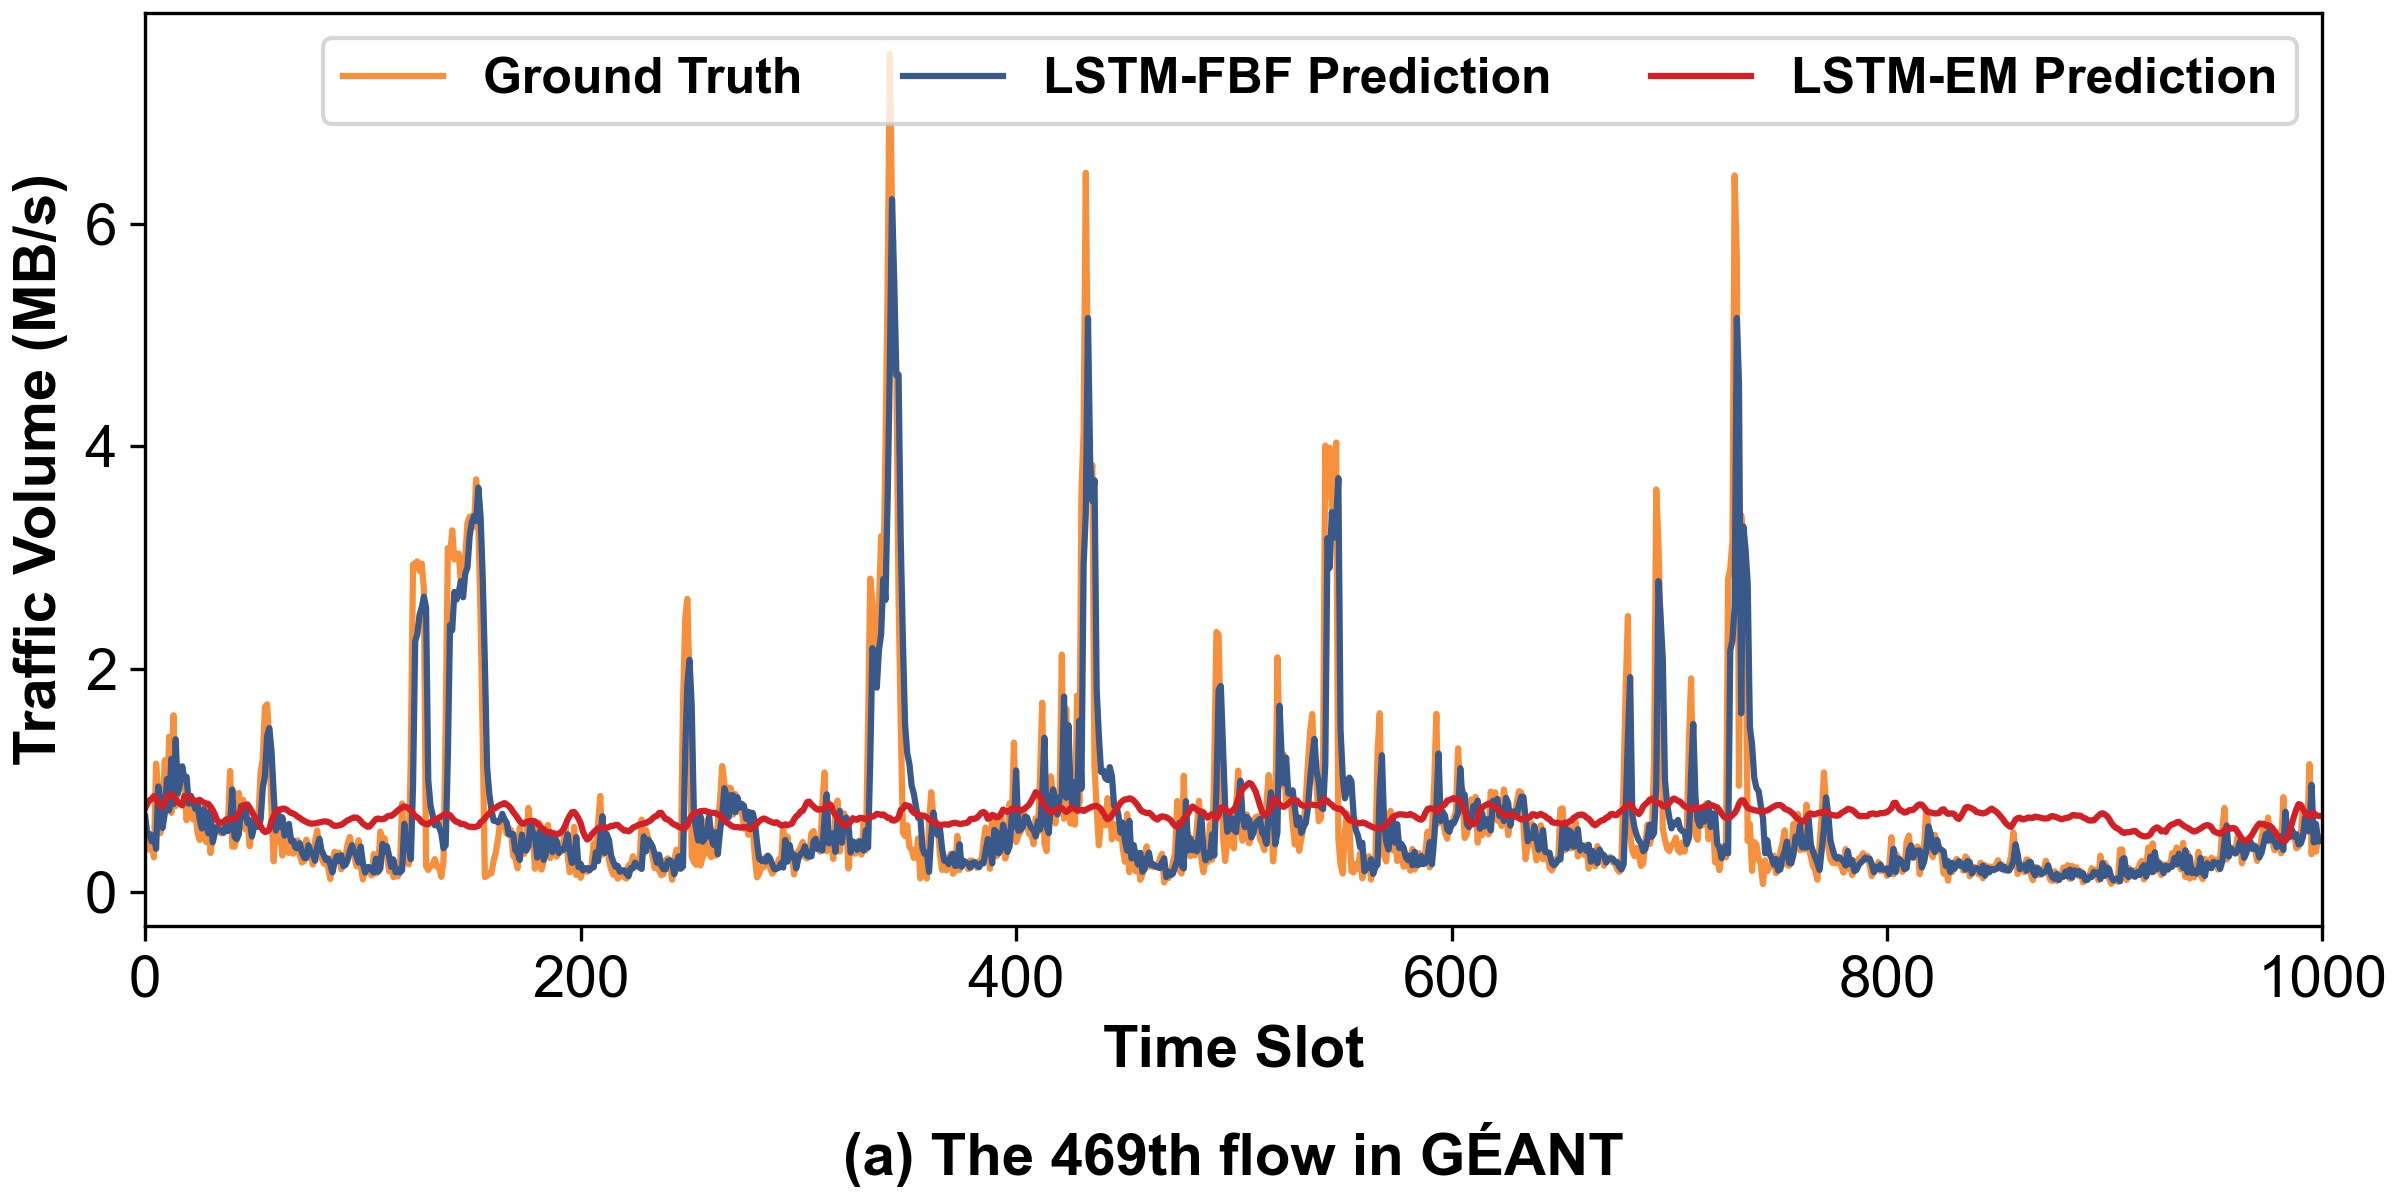 Ground Truth LSTM-FBF Prediction LSTM-EM Prediction
Traffic Volume (MB/s)
6
4
2
0
0 200 400 600 800 1000
Time Slot
(a) The 469th flow in GÉANT